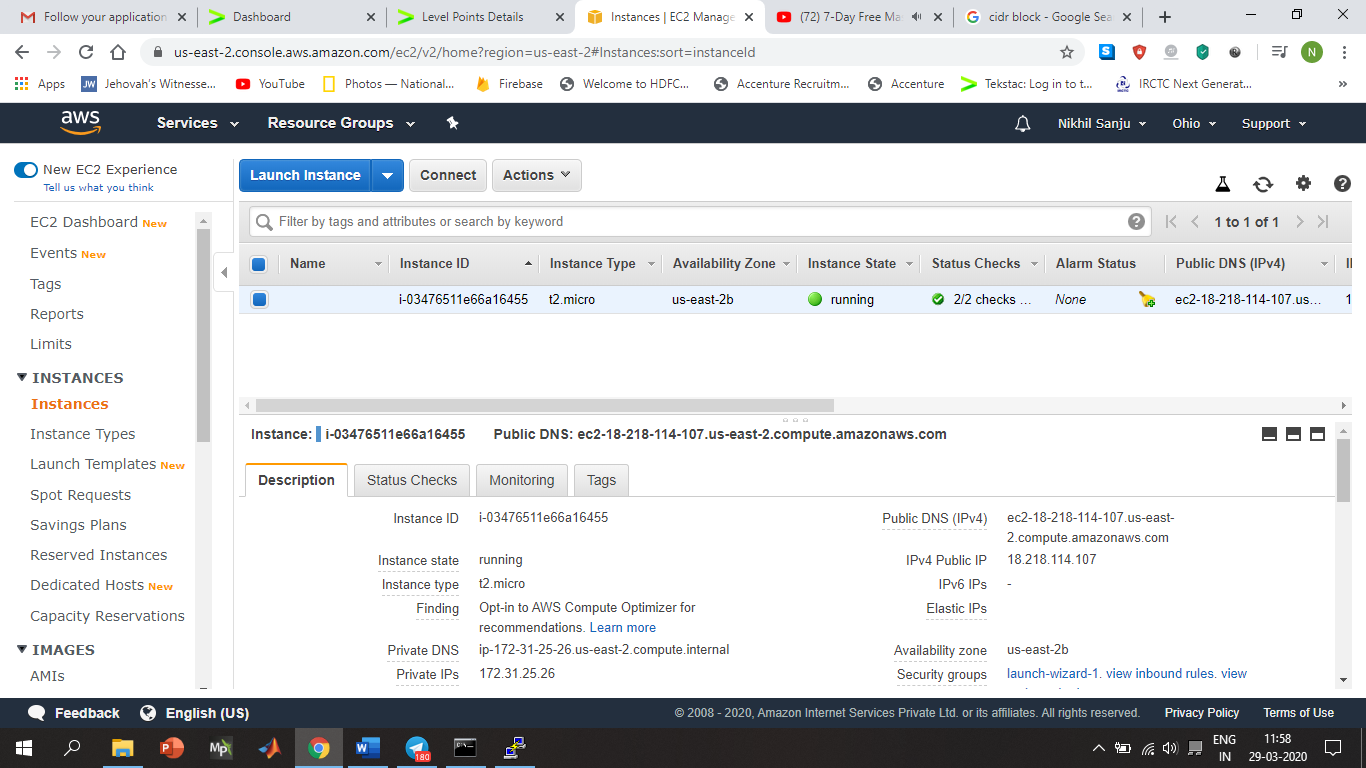 Follow your application
Dashboard
Level Points Details
Instances | EC2 Manage
(72) 7-Day Free Ma
cidr block - Google Sea
us-east-2.console.aws.amazon.com/ec2/v2/home?region=us-east-2#Instances:sort=instanceId
N
Apps
JW Jehovah's Witnesse...
YouTube
Photos — National...
Firebase
Welcome to HDFC...
Accenture Recruitm...
Accenture
Tekstac: Log in to t...
IRCTC Next Generat...
»
aws
Services
Resource Groups
Nikhil Sanju
Ohio
Support
New EC2 Experience
Tell us what you think
Launch Instance
Connect
Actions
EC2 Dashboard New
Events New
Tags
Reports
Limits
INSTANCES
Instances
Instance Types
Launch Templates New
Spot Requests
Savings Plans
Reserved Instances
Dedicated Hosts New
Capacity Reservations
IMAGES
AMIs
Filter by tags and attributes or search by keyword
1 to 1 of 1
Name Instance ID Instance Type Availability Zone Instance State Status Checks Alarm Status Public DNS (IPv4)
i-03476511e66a16455 t2.micro us-east-2b running 2/2 checks ... None ec2-18-218-114-107.us... 1
Instance: i-03476511e66a16455 Public DNS: ec2-18-218-114-107.us-east-2.compute.amazonaws.com
Description Status Checks Monitoring Tags
Instance ID i-03476511e66a16455
Instance state running
Instance type t2.micro
Finding Opt-in to AWS Compute Optimizer for
recommendations. Learn more
Private DNS ip-172-31-25-26.us-east-2.compute.internal
Private IPs 172.31.25.26
Public DNS (IPv4) ec2-18-218-114-107.us-east-
2.compute.amazonaws.com
IPv4 Public IP 18.218.114.107
IPv6 IPs -
Elastic IPs
Availability zone us-east-2b
Security groups launch-wizard-1. view inbound rules. view
Feedback
English (US)
© 2008 - 2020, Amazon Internet Services Private Ltd. or its affiliates. All rights reserved.
Privacy Policy
Terms of Use
180
ENG
IN
11:58
29-03-2020